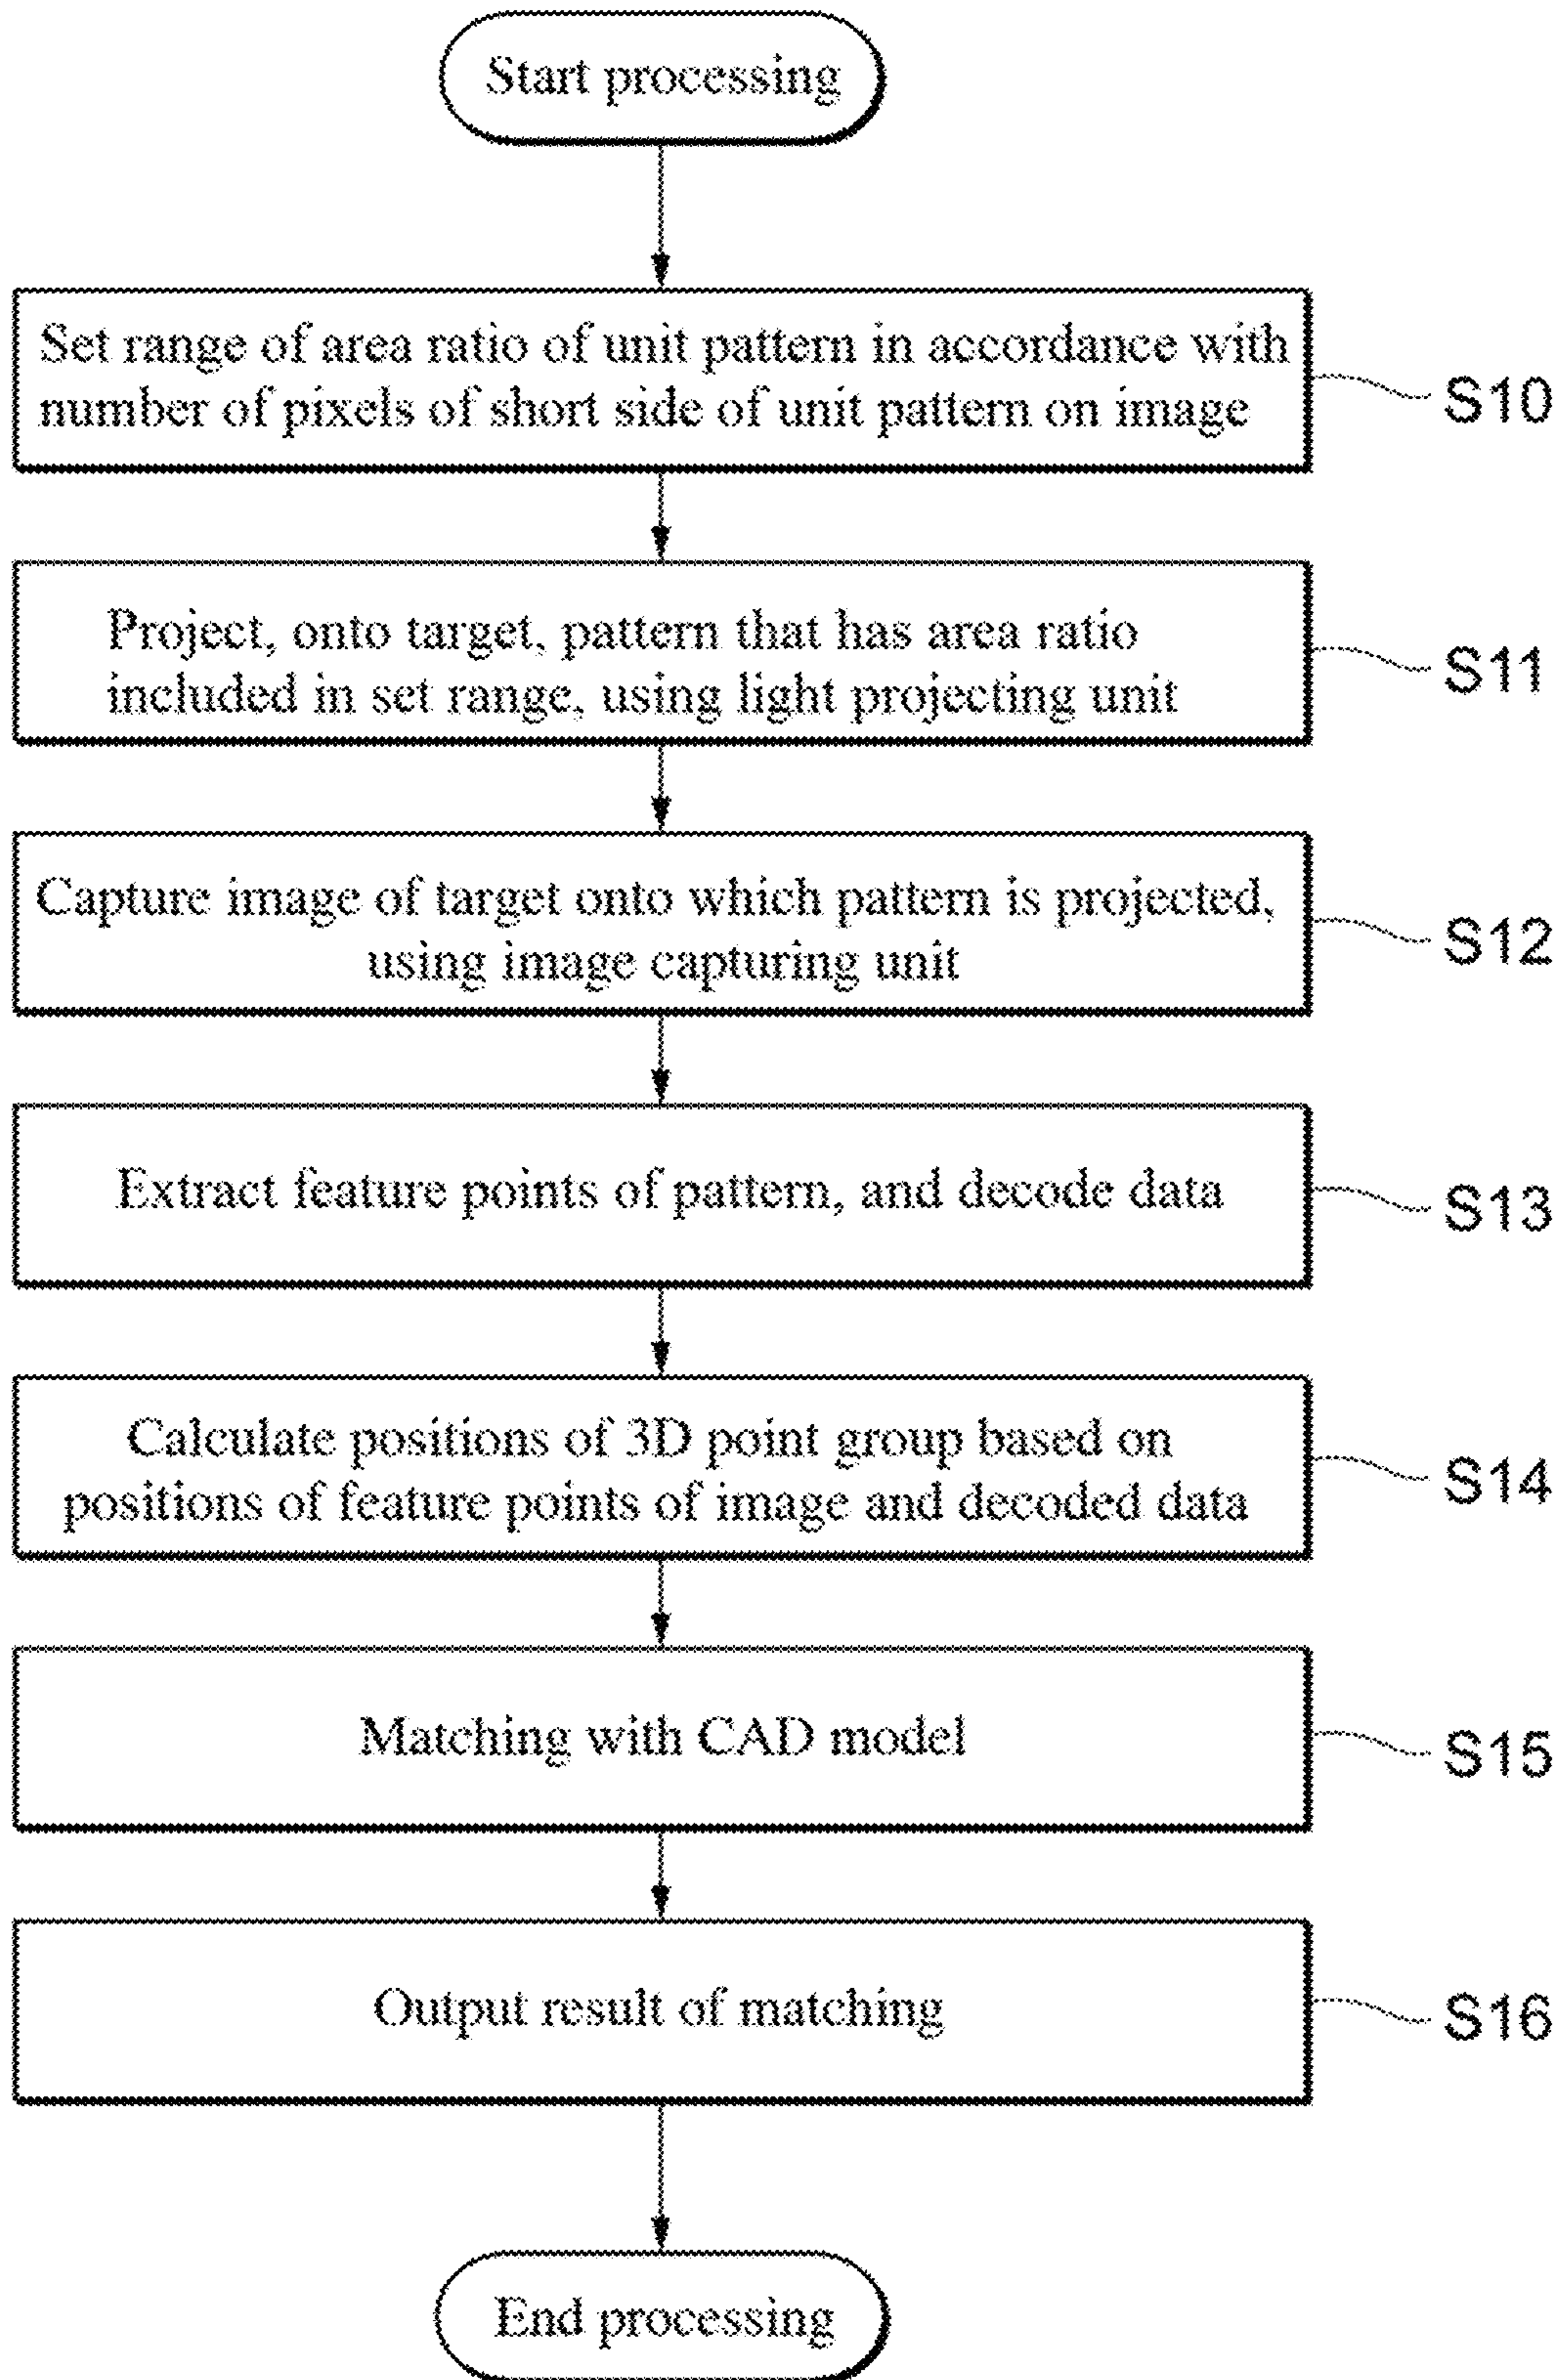 Start processing
Set range of area ratio of unit pattern in accordance with
number of pixels of short side of unit pattern on image
S10
Project, onto target, pattern that has area ratio
included in set range, using light projecting unit
S11
Capture image of target onto which pattern is projected,
using image capturing unit
S12
Extract feature points of pattern, and decode data
S13
Calculate positions of 3D point group based on
positions of feature points of image and decoded data
S14
Matching with CAD model
S15
Output result of matching
S16
End processing